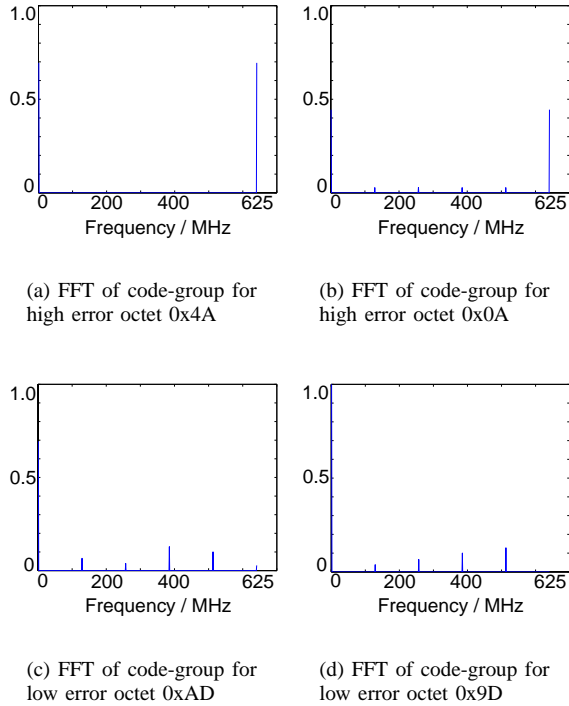 1.0
0.5
0
0 200 400 625
Frequency / MHz
(a) FFT of code-group for
high error octet 0x4A
1.0
0.5
0
0 200 400 625
Frequency / MHz
(b) FFT of code-group for
high error octet 0x0A
1.0
0.5
0
0 200 400 625
Frequency / MHz
(c) FFT of code-group for
low error octet 0xAD
1.0
0.5
0
0 200 400 625
Frequency / MHz
(d) FFT of code-group for
low error octet 0x9D